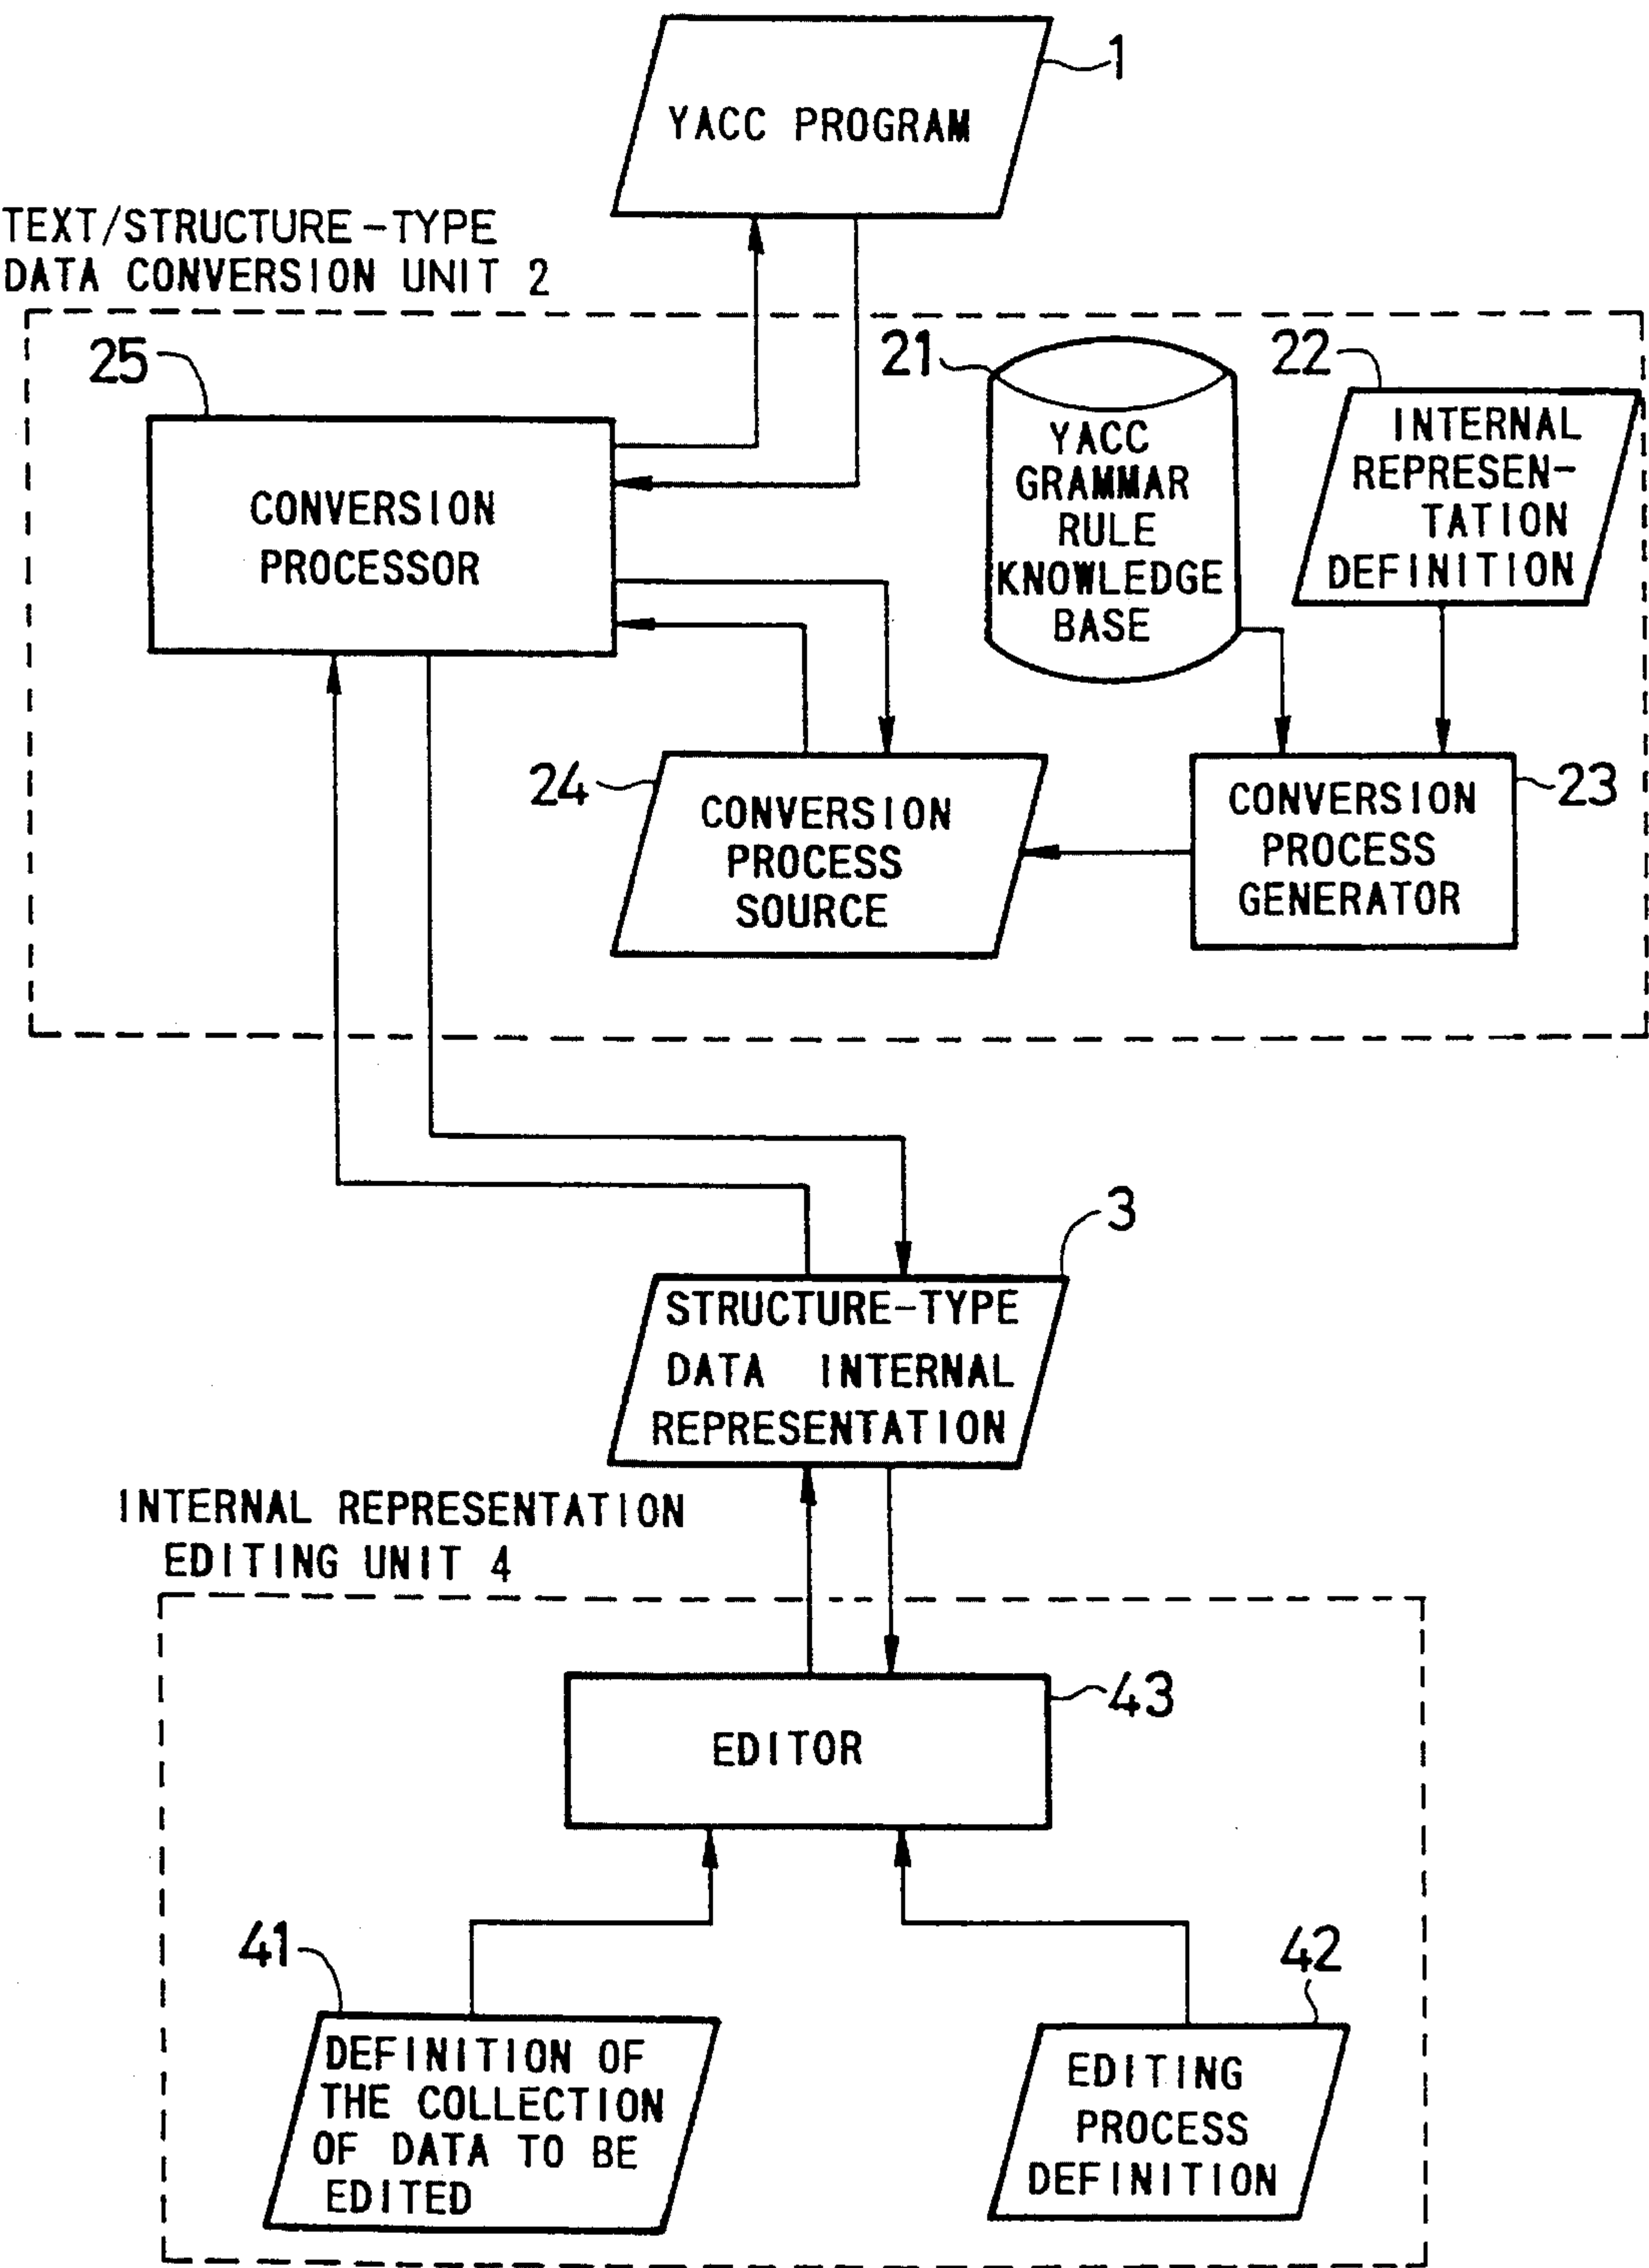 1
YACC PROGRAM
TEXT/STRUCTURE-TYPE
DATA CONVERSION UNIT 2
25
CONVERSION
PROCESSOR
21
YACC
GRAMMAR
RULE
KNOWLEDGE
BASE
22
INTERNAL
REPRESEN-
TATION
DEFINITION
24
CONVERSION
PROCESS
SOURCE
23
CONVERSION
PROCESS
GENERATOR
3
STRUCTURE-TYPE
DATA INTERNAL
REPRESENTATION
INTERNAL REPRESENTATION
EDITING UNIT 4
43
EDITOR
41
DEFINITION OF
THE COLLECTION
OF DATA TO BE
EDITED
42
EDITING
PROCESS
DEFINITION